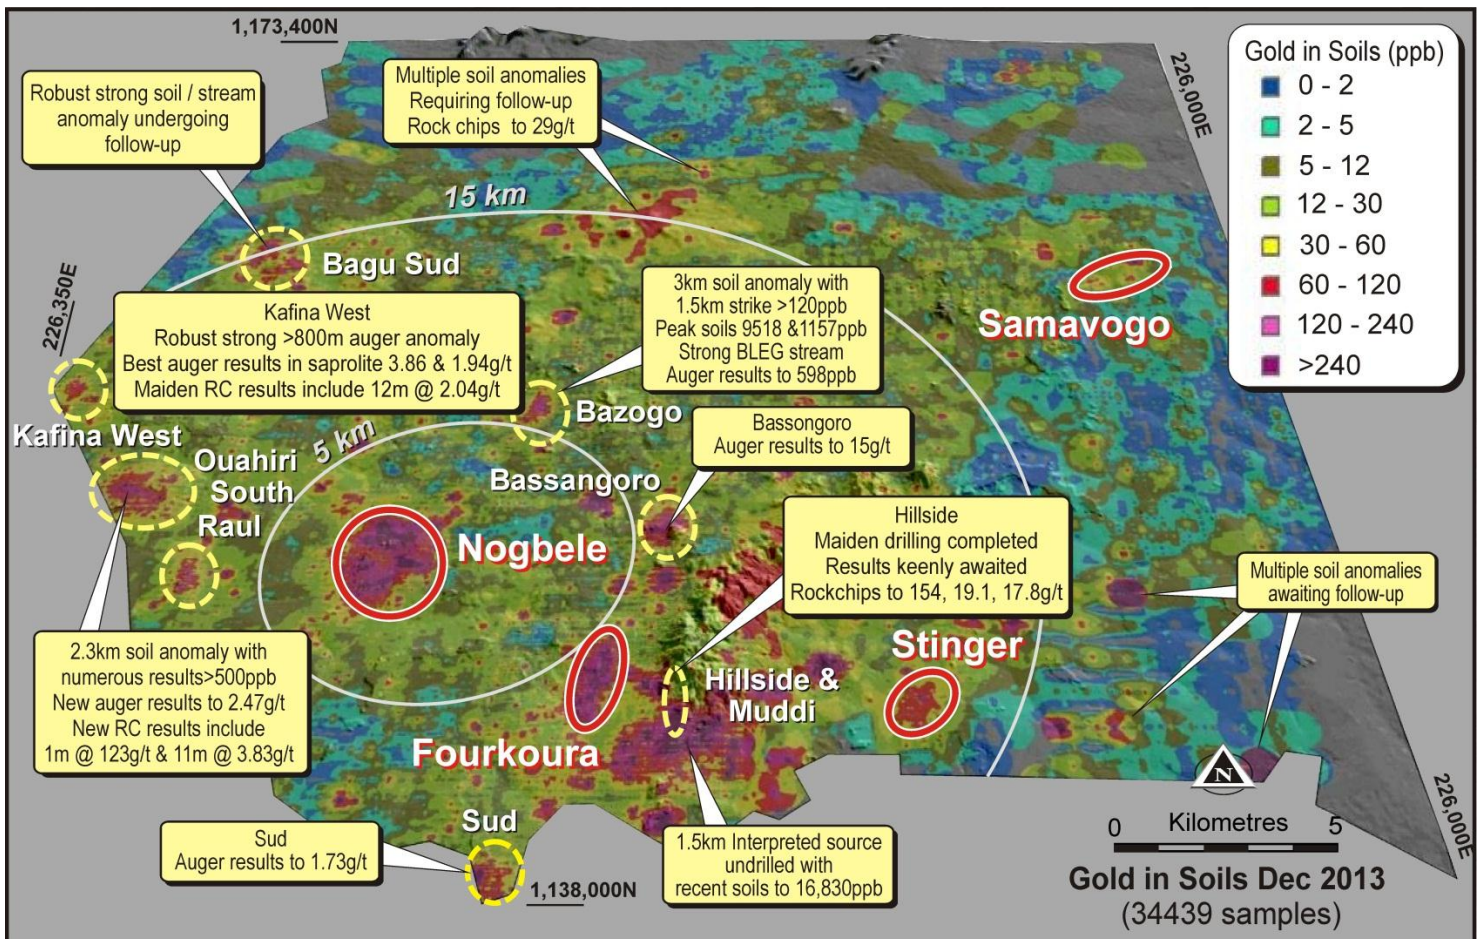 1,173,400N
Robust strong soil / stream
anomaly undergoing
follow-up
Multiple soil anomalies
Requiring follow-up
Rock chips to 29g/t
226,000E
Gold in Soils (ppb)
0 - 2
2 - 5
5 - 12
12 - 30
30 - 60
60 - 120
120 - 240
>240
15 km
Bagu Sud
226,350E
Kafina West
Robust strong >800m auger anomaly
Best auger results in saprolite 3.86 & 1.94g/t
Maiden RC results include 12m @ 2.04g/t
3km soil anomaly with
1.5km strike >120ppb
Peak soils 9518 &1157ppb
Strong BLEG stream
Auger results to 598ppb
Samavogo
Kafina West
Bazogo
5 km
Bassongoro
Auger results to 15g/t
Ouahiri
South
Raul
Bassangoro
Nogbele
Hillside
Maiden drilling completed
Results keenly awaited
Rockchips to 154, 19.1, 17.8g/t
Multiple soil anomalies
awaiting follow-up
2.3km soil anomaly with
numerous results>500ppb
New auger results to 2.47g/t
New RC results include
1m @ 123g/t & 11m @ 3.83g/t
Stinger
Hillside &
Muddi
Fourkoura
Sud
Sud
Auger results to 1.73g/t
1,138,000N
1.5km Interpreted source
undrilled with
recent soils to 16,830ppb
N
226,000E
0 Kilometres 5
Gold in Soils Dec 2013
(34439 samples)